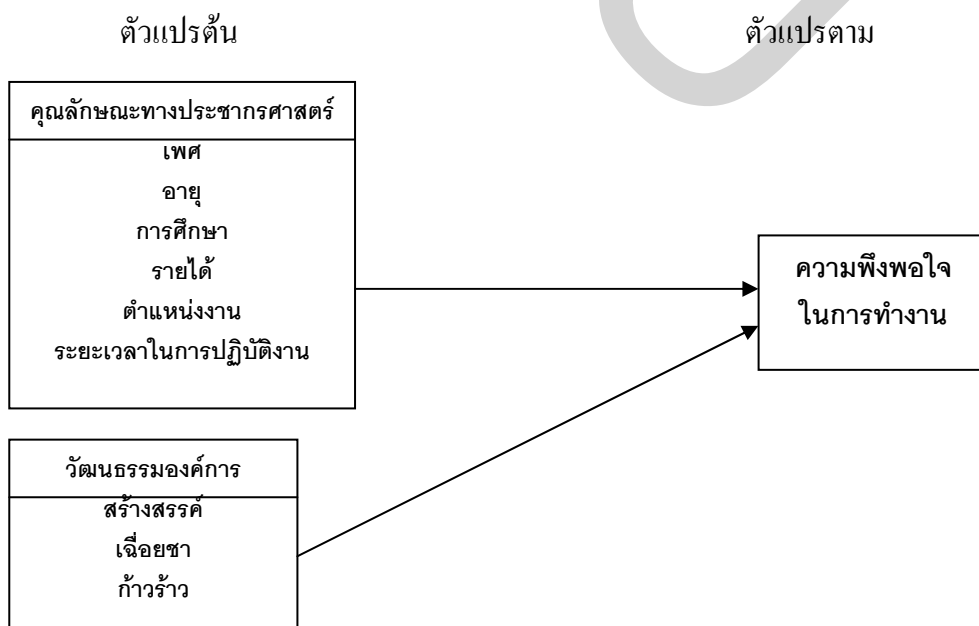 ตัวแปรต้น
ตัวแปรตาม
คุณลักษณะทางประชากรศาสตร์
เพศ
อายุ
การศึกษา
รายได้
ตำแหน่งงาน
ระยะเวลาในการปฏิบัติงาน
ความพึงพอใจ
ในการทำงาน
วัฒนธรรมองค์การ
สร้างสรรค์
เฉื่อยชา
ก้าวร้าว